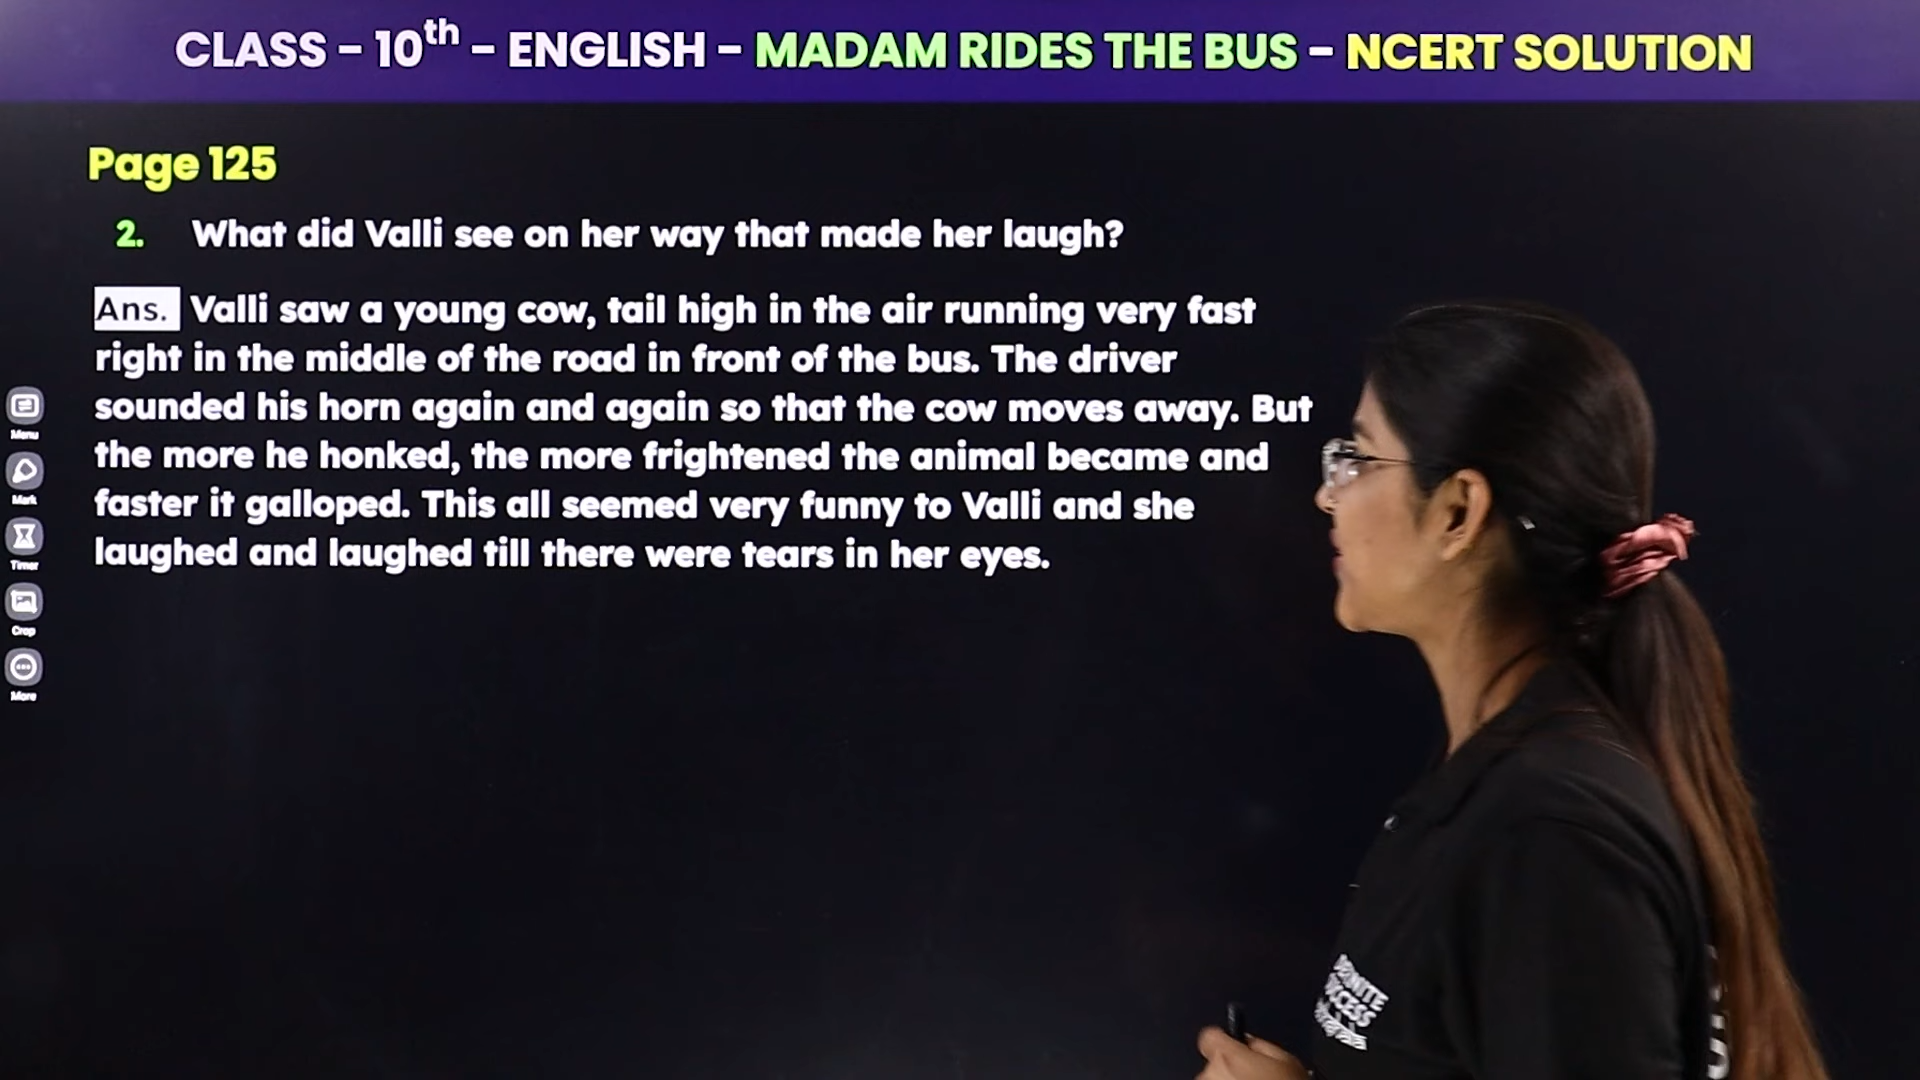 CLASS – 10th – ENGLISH – MADAM RIDES THE BUS – NCERT SOLUTION
Page 125
2. What did Valli see on her way that made her laugh?
Ans. Valli saw a young cow, tail high in the air running very fast
right in the middle of the road in front of the bus. The driver
sounded his horn again and again so that the cow moves away. But
the more he honked, the more frightened the animal became and
faster it galloped. This all seemed very funny to Valli and she
laughed and laughed till there were tears in her eyes.
Menu
Mark
Timer
Crop
More
SUCCESS